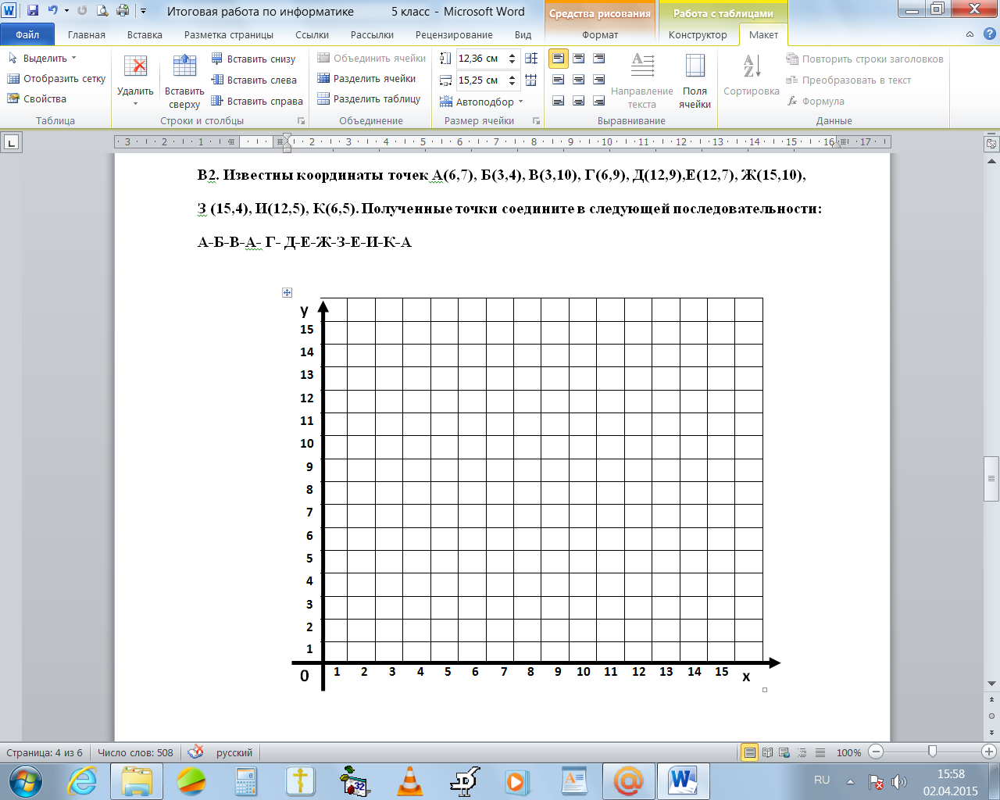 Итоговая работа по информатике 5 класс - Microsoft Word
Средства рисования
Работа с таблицами
Файл Главная Вставка Разметка страницы Ссылки Рассылки Рецензирование Вид Формат Конструктор Макет
Выделить
Отобразить сетку
Свойства
Таблица
Удалить
Вставить сверху
Вставить снизу
Вставить слева
Вставить справа
Строки и столбцы
Объединить ячейки
Разделить ячейки
Разделить таблицу
Объединение
12,36 см
15,25 см
Автоподбор
Размер ячейки
Направление текста
Поля ячейки
Выравнивание
Сортировка
Повторить строки заголовков
Преобразовать в текст
Формула
Данные
3 2 1 1 2 3 4 5 6 7 8 9 10 11 12 13 14 15 16 17
В2. Известны координаты точек А(6,7), Б(3,4), В(3,10), Г(6,9), Д(12,9),Е(12,7), Ж(15,10),
З (15,4), И(12,5), К(6,5). Полученные точки соедините в следующей последовательности:
А-Б-В-А- Г- Д-Е-Ж-З-Е-И-К-А
y
15
14
13
12
11
10
9
8
7
6
5
4
3
2
1
0 1 2 3 4 5 6 7 8 9 10 11 12 13 14 15 x
Страница: 4 из 6 Число слов: 508 русский 100%
RU 15:58
02.04.2015